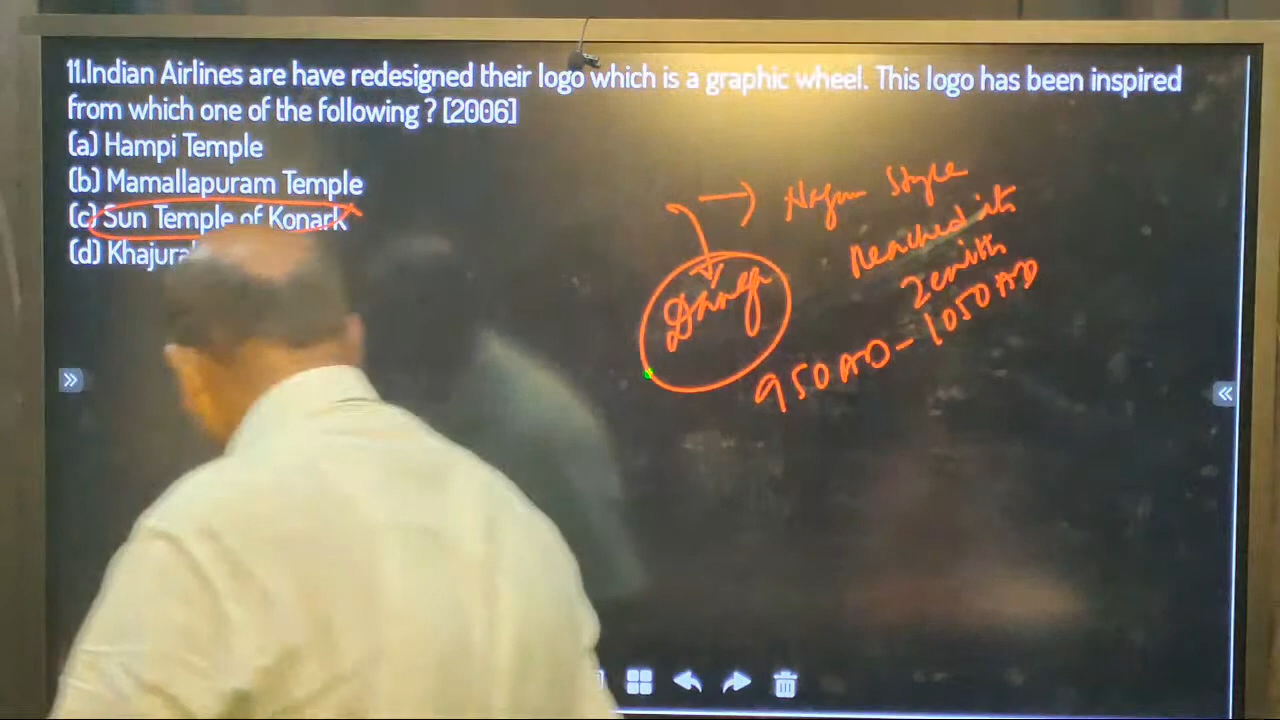 11.Indian Airlines are have redesigned their logo which is a graphic wheel. This logo has been inspired
from which one of the following ? [2006]
(a) Hampi Temple
(b) Mamallapuram Temple
(c) Sun Temple of Konark
(d) Khajura
→ Style
Reached its
Zenith
950AD-1050AD